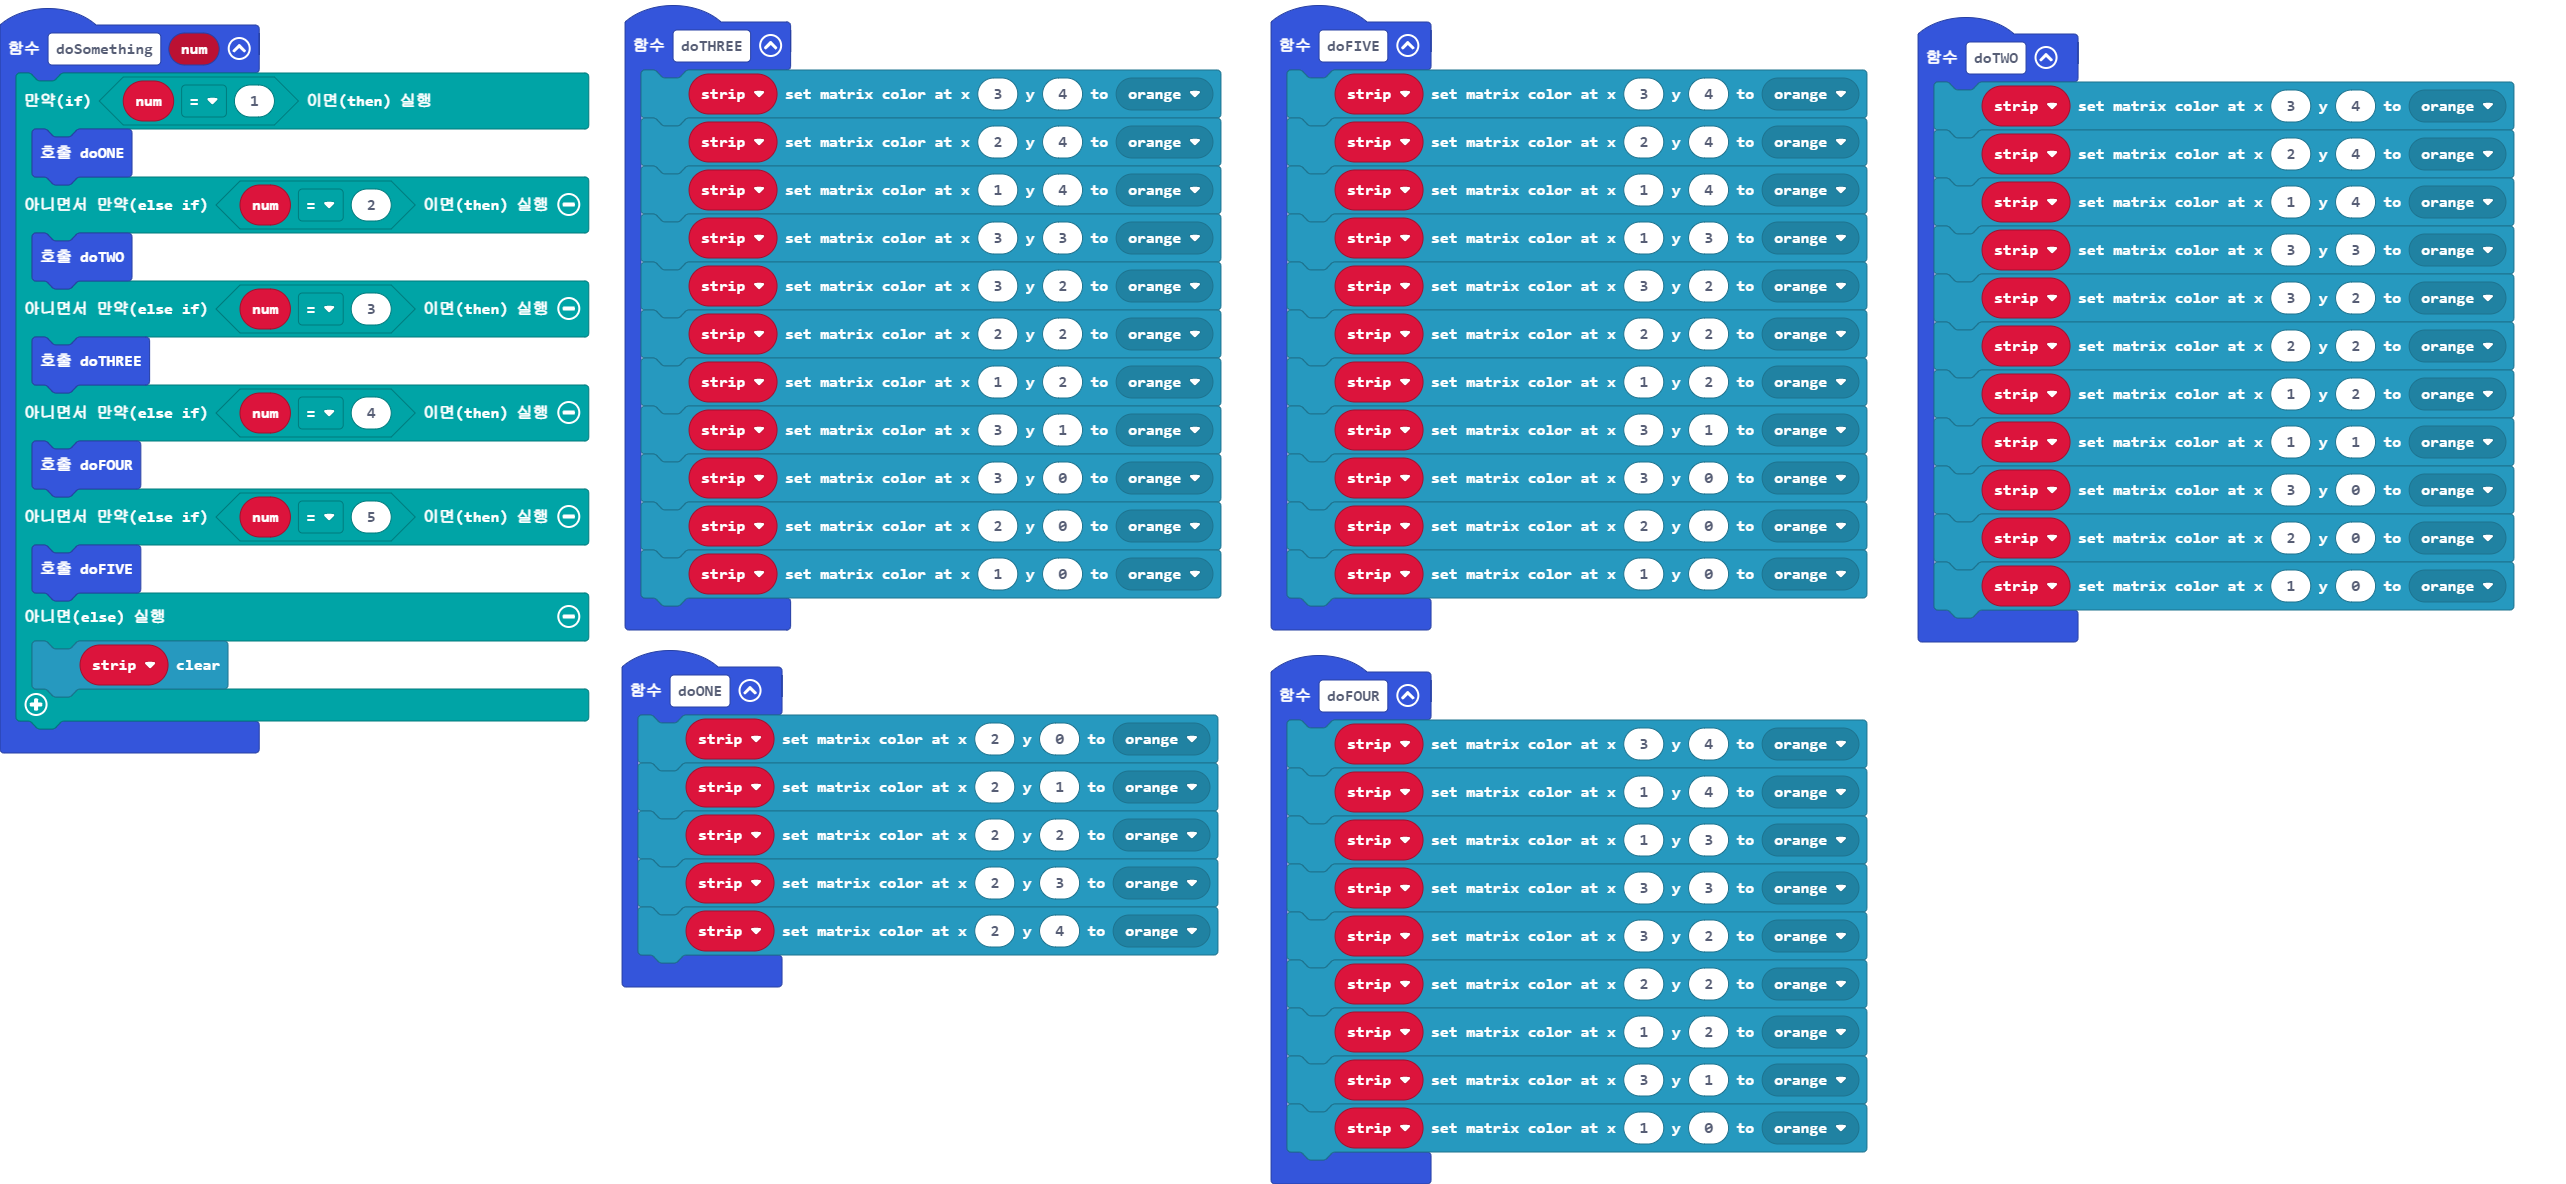 함수 doSomething num
만약(if) num = 1 이면(then) 실행
호출 doONE
아니면서 만약(else if) num = 2 이면(then) 실행
호출 doTWO
아니면서 만약(else if) num = 3 이면(then) 실행
호출 doTHREE
아니면서 만약(else if) num = 4 이면(then) 실행
호출 doFOUR
아니면서 만약(else if) num = 5 이면(then) 실행
호출 doFIVE
아니면(else) 실행
strip clear
함수 doTHREE
strip set matrix color at x 3 y 4 to orange
strip set matrix color at x 2 y 4 to orange
strip set matrix color at x 1 y 4 to orange
strip set matrix color at x 3 y 3 to orange
strip set matrix color at x 3 y 2 to orange
strip set matrix color at x 2 y 2 to orange
strip set matrix color at x 1 y 2 to orange
strip set matrix color at x 3 y 1 to orange
strip set matrix color at x 3 y 0 to orange
strip set matrix color at x 2 y 0 to orange
strip set matrix color at x 1 y 0 to orange
함수 doONE
strip set matrix color at x 2 y 0 to orange
strip set matrix color at x 2 y 1 to orange
strip set matrix color at x 2 y 2 to orange
strip set matrix color at x 2 y 3 to orange
strip set matrix color at x 2 y 4 to orange
함수 doFIVE
strip set matrix color at x 3 y 4 to orange
strip set matrix color at x 2 y 4 to orange
strip set matrix color at x 1 y 4 to orange
strip set matrix color at x 1 y 3 to orange
strip set matrix color at x 3 y 2 to orange
strip set matrix color at x 2 y 2 to orange
strip set matrix color at x 1 y 2 to orange
strip set matrix color at x 3 y 1 to orange
strip set matrix color at x 3 y 0 to orange
strip set matrix color at x 2 y 0 to orange
strip set matrix color at x 1 y 0 to orange
함수 doFOUR
strip set matrix color at x 3 y 4 to orange
strip set matrix color at x 1 y 4 to orange
strip set matrix color at x 1 y 3 to orange
strip set matrix color at x 3 y 3 to orange
strip set matrix color at x 3 y 2 to orange
strip set matrix color at x 2 y 2 to orange
strip set matrix color at x 1 y 2 to orange
strip set matrix color at x 3 y 1 to orange
strip set matrix color at x 1 y 0 to orange
함수 doTWO
strip set matrix color at x 3 y 4 to orange
strip set matrix color at x 2 y 4 to orange
strip set matrix color at x 1 y 4 to orange
strip set matrix color at x 3 y 3 to orange
strip set matrix color at x 3 y 2 to orange
strip set matrix color at x 2 y 2 to orange
strip set matrix color at x 1 y 2 to orange
strip set matrix color at x 1 y 1 to orange
strip set matrix color at x 3 y 0 to orange
strip set matrix color at x 2 y 0 to orange
strip set matrix color at x 1 y 0 to orange